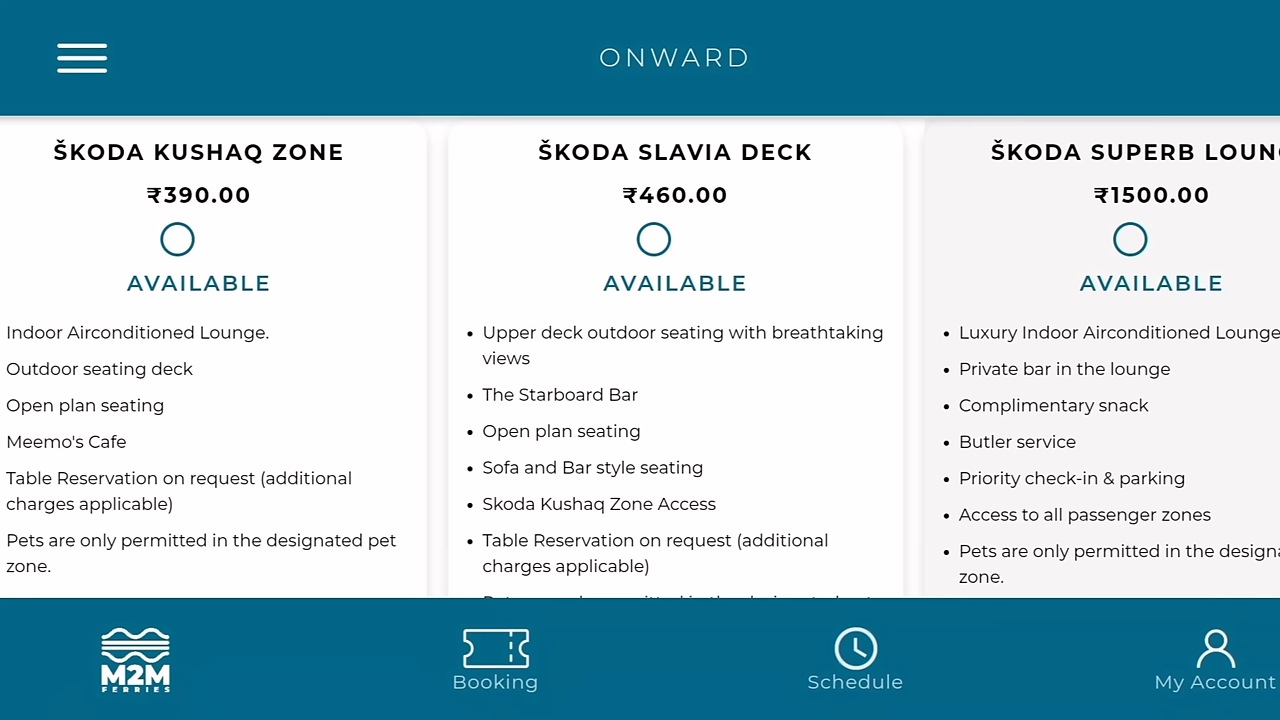 ONWARD
ŠKODA KUSHAQ ZONE
₹390.00
AVAILABLE
Indoor Airconditioned Lounge.
Outdoor seating deck
Open plan seating
Meemo's Cafe
Table Reservation on request (additional
charges applicable)
Pets are only permitted in the designated pet
zone.
ŠKODA SLAVIA DECK
₹460.00
AVAILABLE
• Upper deck outdoor seating with breathtaking
views
• The Starboard Bar
• Open plan seating
• Sofa and Bar style seating
• Skoda Kushaq Zone Access
• Table Reservation on request (additional
charges applicable)
ŠKODA SUPERB
₹1500.00
AVAILABLE
• Luxury Indoor Airconditioned Lounge
• Private bar in the lounge
• Complimentary snack
• Butler service
• Priority check-in & parking
• Access to all passenger zones
• Pets are only permitted in the
zone.
M2M
FERRIES
Booking
Schedule
My Account